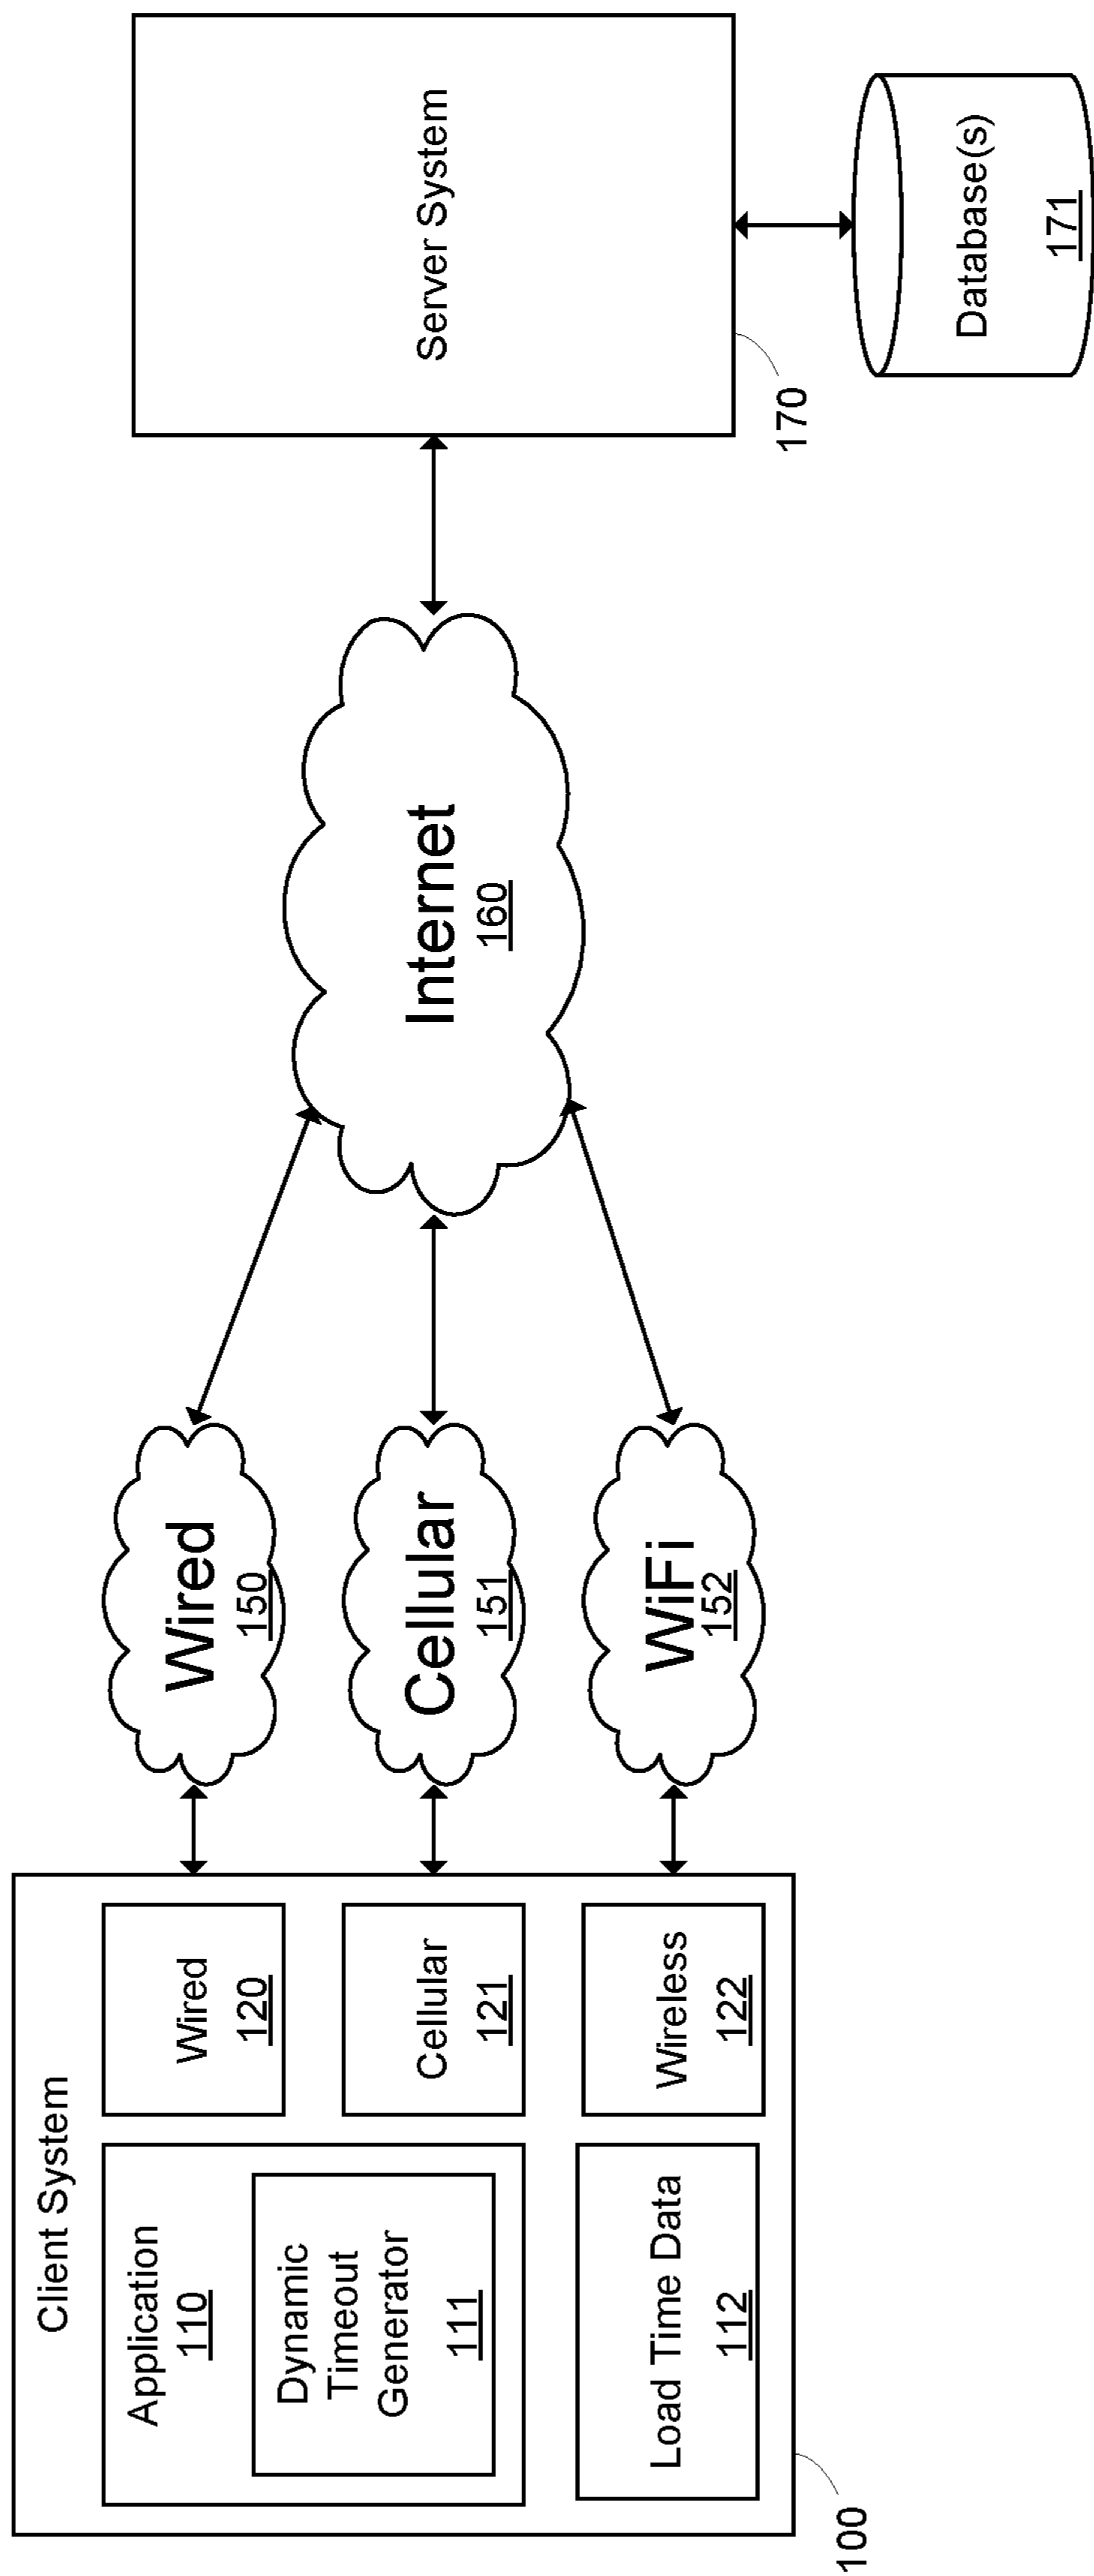 Client System
Application
110
Dynamic
Timeout
Generator
111
Load Time Data
112
Wired
120
Cellular
121
Wireless
122
100
Wired
150
Cellular
151
WiFi
152
Internet
160
Server System
170
Database(s)
171